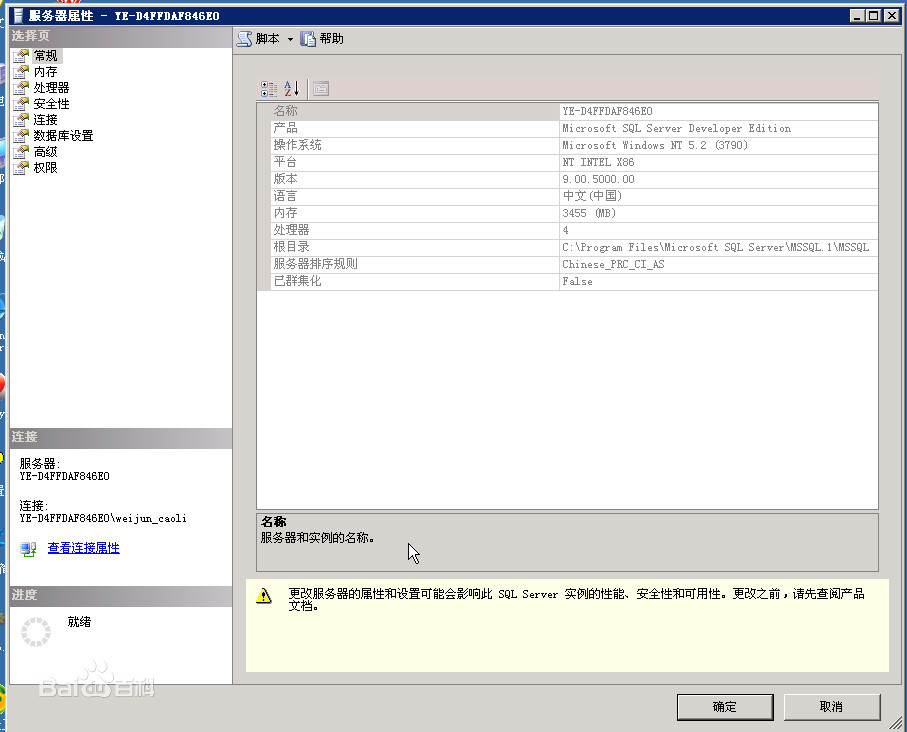 服务器属性 - YE-D4FFDAF846E0
选择页
常规
内存
处理器
安全性
连接
数据库设置
高级
权限
连接
服务器:
YE-D4FFDAF846E0
连接:
YE-D4FFDAF846E0\weijun_caoli
查看连接属性
进度
就绪
脚本 帮助
名称 YE-D4FFDAF846E0
产品 Microsoft SQL Server Developer Edition
操作系统 Microsoft Windows NT 5.2 (3790)
平台 NT INTEL X86
版本 9.00.5000.00
语言 中文(中国)
内存 3455 (MB)
处理器 4
根目录 C:\Program Files\Microsoft SQL Server\MSSQL.1\MSSQL
服务器排序规则 Chinese_PRC_CI_AS
已群集化 False
名称
服务器和实例的名称。
更改服务器的属性和设置可能会影响此 SQL Server 实例的性能、安全性和可用性。更改之前,请先查阅产品
文档。
确定 取消
Baidu百科